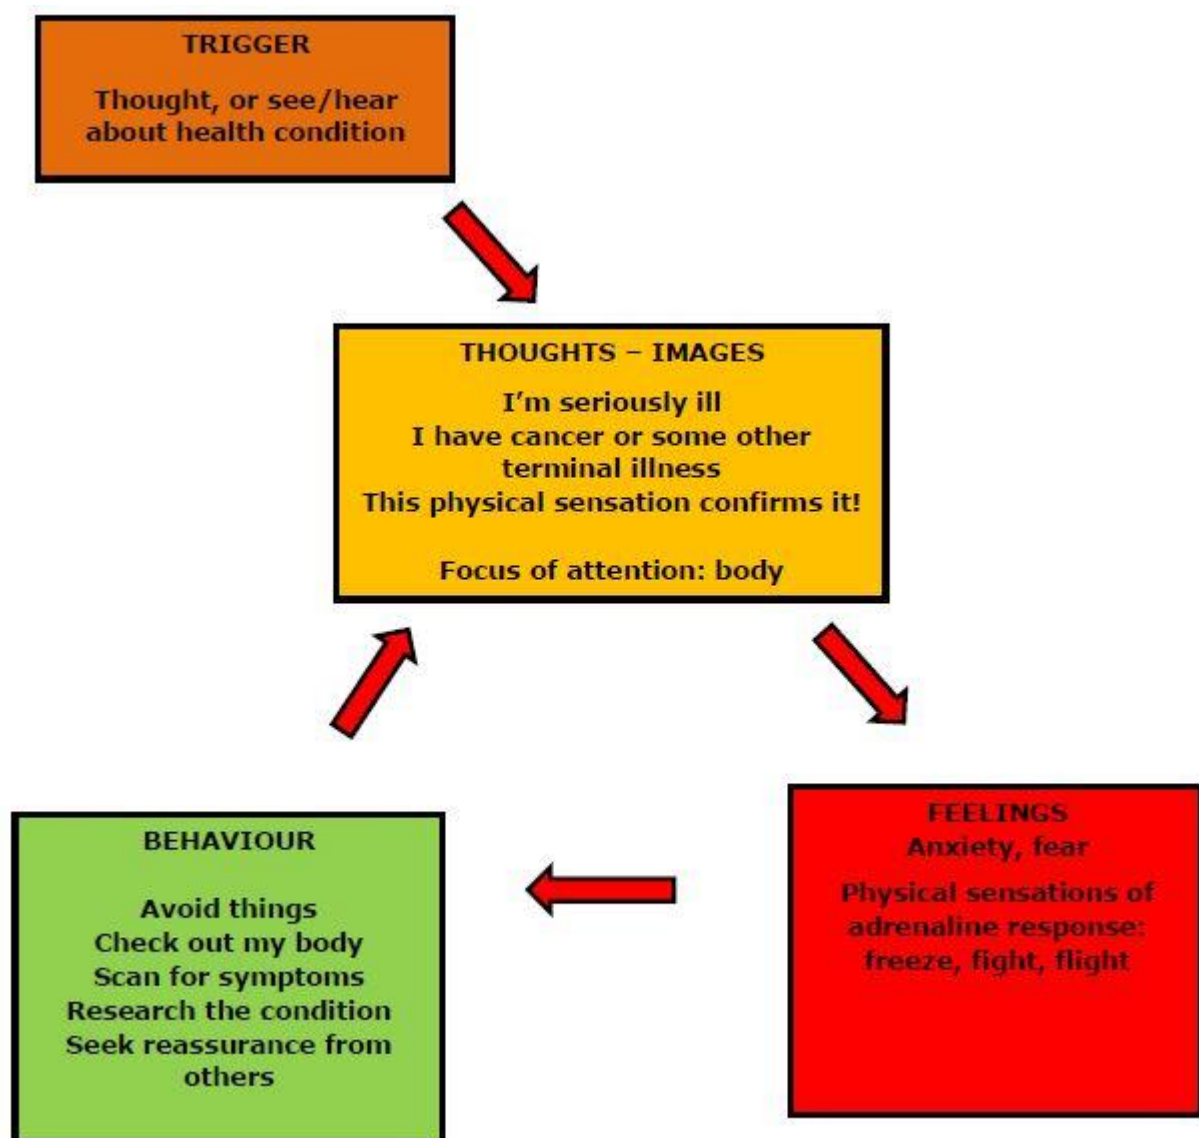 TRIGGER
Thought, or see/hear
about health condition
THOUGHTS – IMAGES
I’m seriously ill
I have cancer or some other
terminal illness
This physical sensation confirms it!
Focus of attention: body
FEELINGS
Anxiety, fear
Physical sensations of
adrenaline response:
freeze, fight, flight
BEHAVIOUR
Avoid things
Check out my body
Scan for symptoms
Research the condition
Seek reassurance from
others